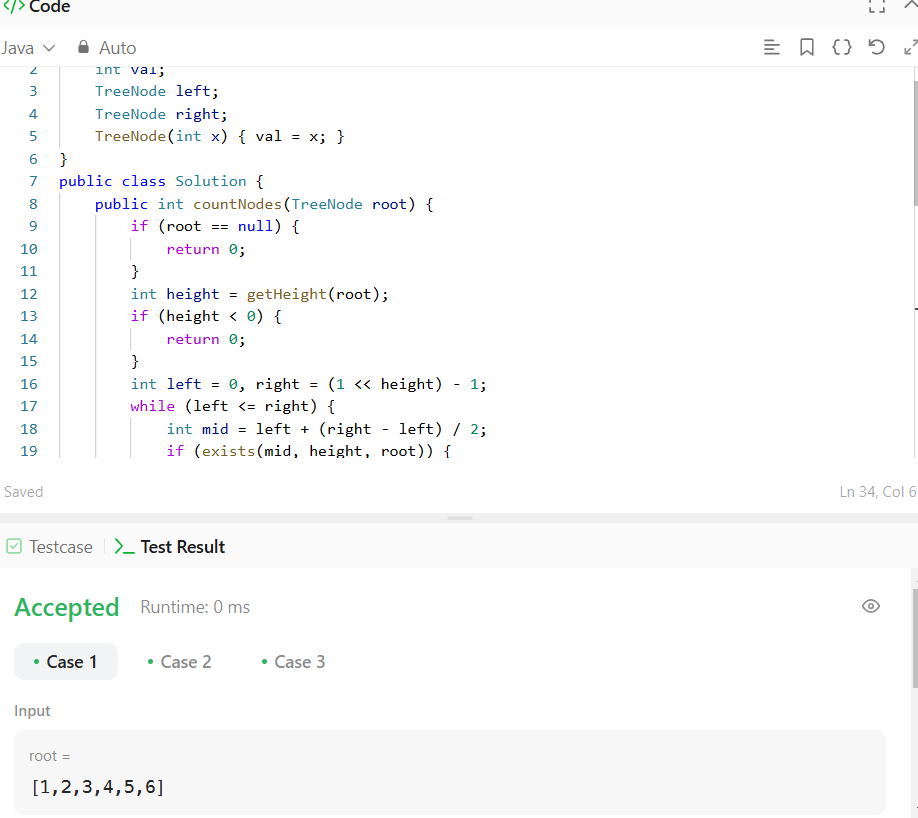 </> Code
Java Auto
2 int val;
3 TreeNode left;
4 TreeNode right;
5 TreeNode(int x) { val = x; }
6 }
7 public class Solution {
8 public int countNodes(TreeNode root) {
9 if (root == null) {
10 return 0;
11 }
12 int height = getHeight(root);
13 if (height < 0) {
14 return 0;
15 }
16 int left = 0, right = (1 << height) - 1;
17 while (left <= right) {
18 int mid = left + (right - left) / 2;
19 if (exists(mid, height, root)) {
Saved Ln 34, Col 6
Testcase Test Result
Accepted Runtime: 0 ms
Case 1 Case 2 Case 3
Input
root =
[1,2,3,4,5,6]